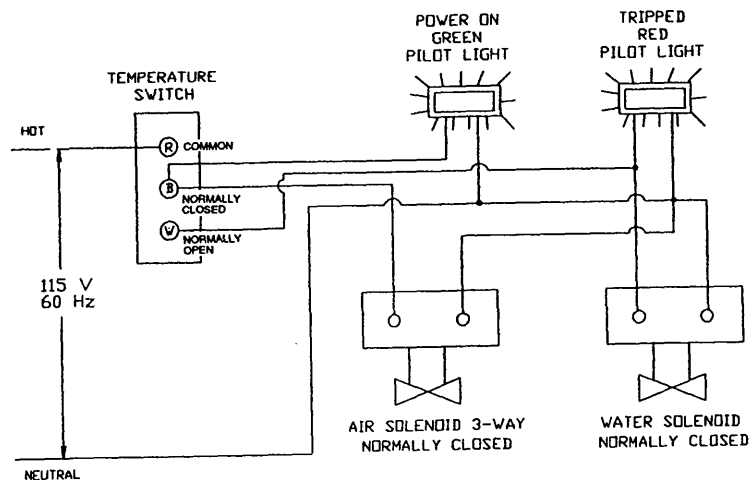 POWER ON
GREEN
PILOT LIGHT
TRIPPED
RED
PILOT LIGHT
TEMPERATURE
SWITCH
HOT
R
COMMON
B
NORMALLY
CLOSED
W
NORMALLY
OPEN
115 V
60 Hz
AIR SOLENOID 3-WAY
NORMALLY CLOSED
WATER SOLENOID
NORMALLY CLOSED
NEUTRAL